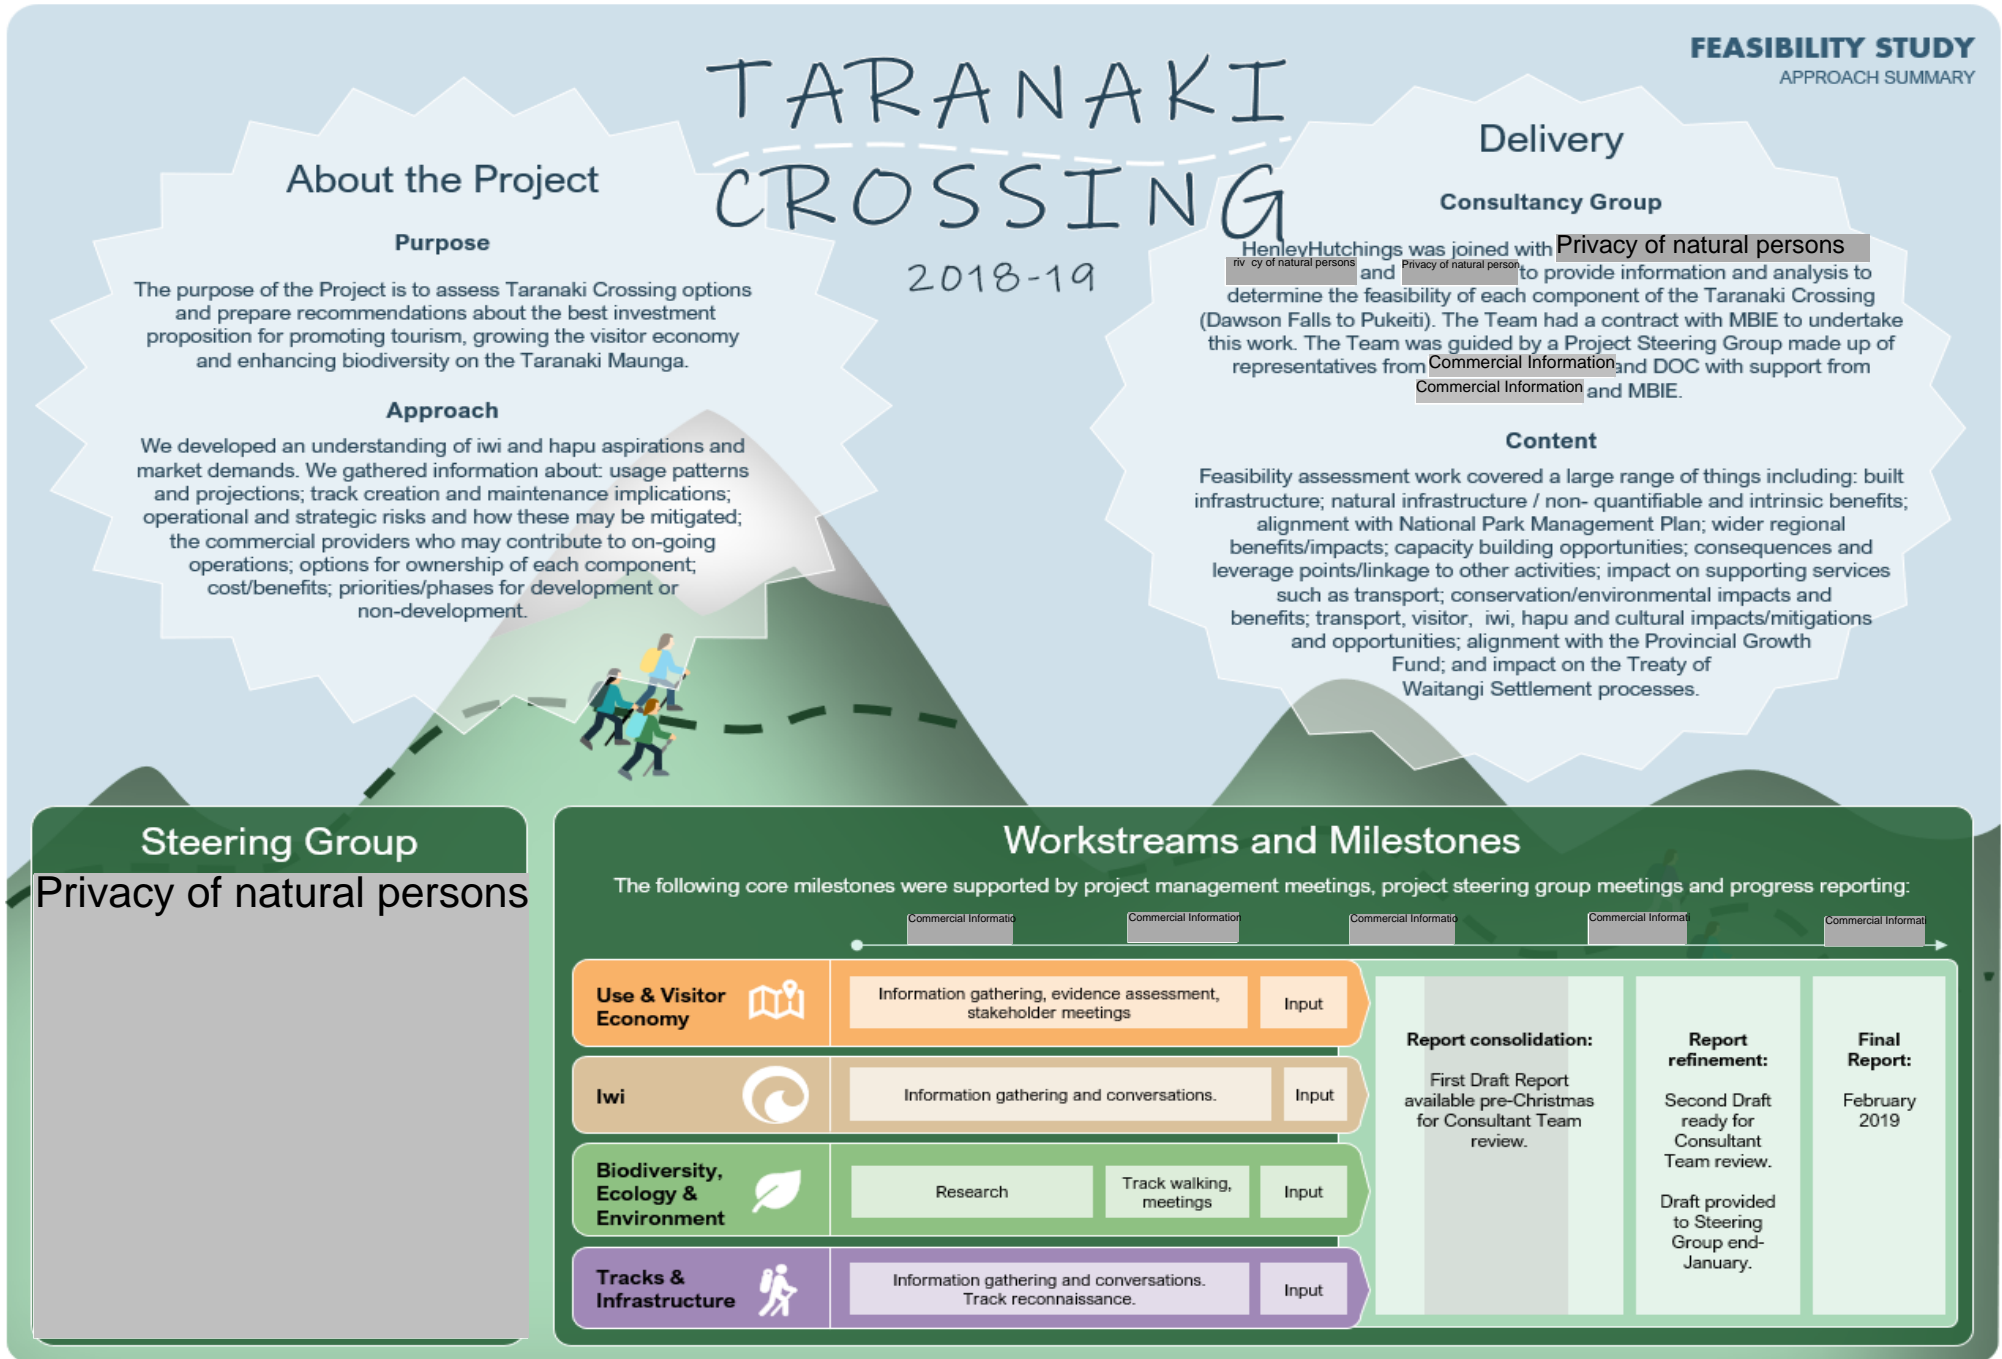 FEASIBILITY STUDY
APPROACH SUMMARY
TARANAKI
CROSSING
2018-19
About the Project
Purpose
The purpose of the Project is to assess Taranaki Crossing options
and prepare recommendations about the best investment
proposition for promoting tourism, growing the visitor economy
and enhancing biodiversity on the Taranaki Maunga.
Approach
We developed an understanding of iwi and hapu aspirations and
market demands. We gathered information about: usage patterns
and projections; track creation and maintenance implications;
operational and strategic risks and how these may be mitigated;
the commercial providers who may contribute to on-going
operations; options for ownership of each component;
cost/benefits; priorities/phases for development or
non-development.
Delivery
Consultancy Group
HenleyHutchings was joined with Privacy of natural persons
riv cy of natural persons and Privacy of natural person to provide information and analysis to
determine the feasibility of each component of the Taranaki Crossing
(Dawson Falls to Pukeiti). The Team had a contract with MBIE to undertake
this work. The Team was guided by a Project Steering Group made up of
representatives from Commercial Information and DOC with support from
Commercial Information and MBIE.
Content
Feasibility assessment work covered a large range of things including: built
infrastructure; natural infrastructure / non- quantifiable and intrinsic benefits;
alignment with National Park Management Plan; wider regional
benefits/impacts; capacity building opportunities; consequences and
leverage points/linkage to other activities; impact on supporting services
such as transport; conservation/environmental impacts and
benefits; transport, visitor, iwi, hapu and cultural impacts/mitigations
and opportunities; alignment with the Provincial Growth
Fund; and impact on the Treaty of
Waitangi Settlement processes.
Steering Group
Privacy of natural persons
Workstreams and Milestones
The following core milestones were supported by project management meetings, project steering group meetings and progress reporting:
Commercial Informatio
Commercial Information
Commercial Informatio
Commercial Informati
Commercial Informat
Use & Visitor
Economy
Information gathering, evidence assessment,
stakeholder meetings
Input
Iwi
Information gathering and conversations.
Input
Biodiversity,
Ecology &
Environment
Research
Track walking,
meetings
Input
Tracks &
Infrastructure
Information gathering and conversations.
Track reconnaissance.
Input
Report consolidation:
First Draft Report
available pre-Christmas
for Consultant Team
review.
Report
refinement:
Second Draft
ready for
Consultant
Team review.
Draft provided
to Steering
Group end-
January.
Final
Report:
February
2019